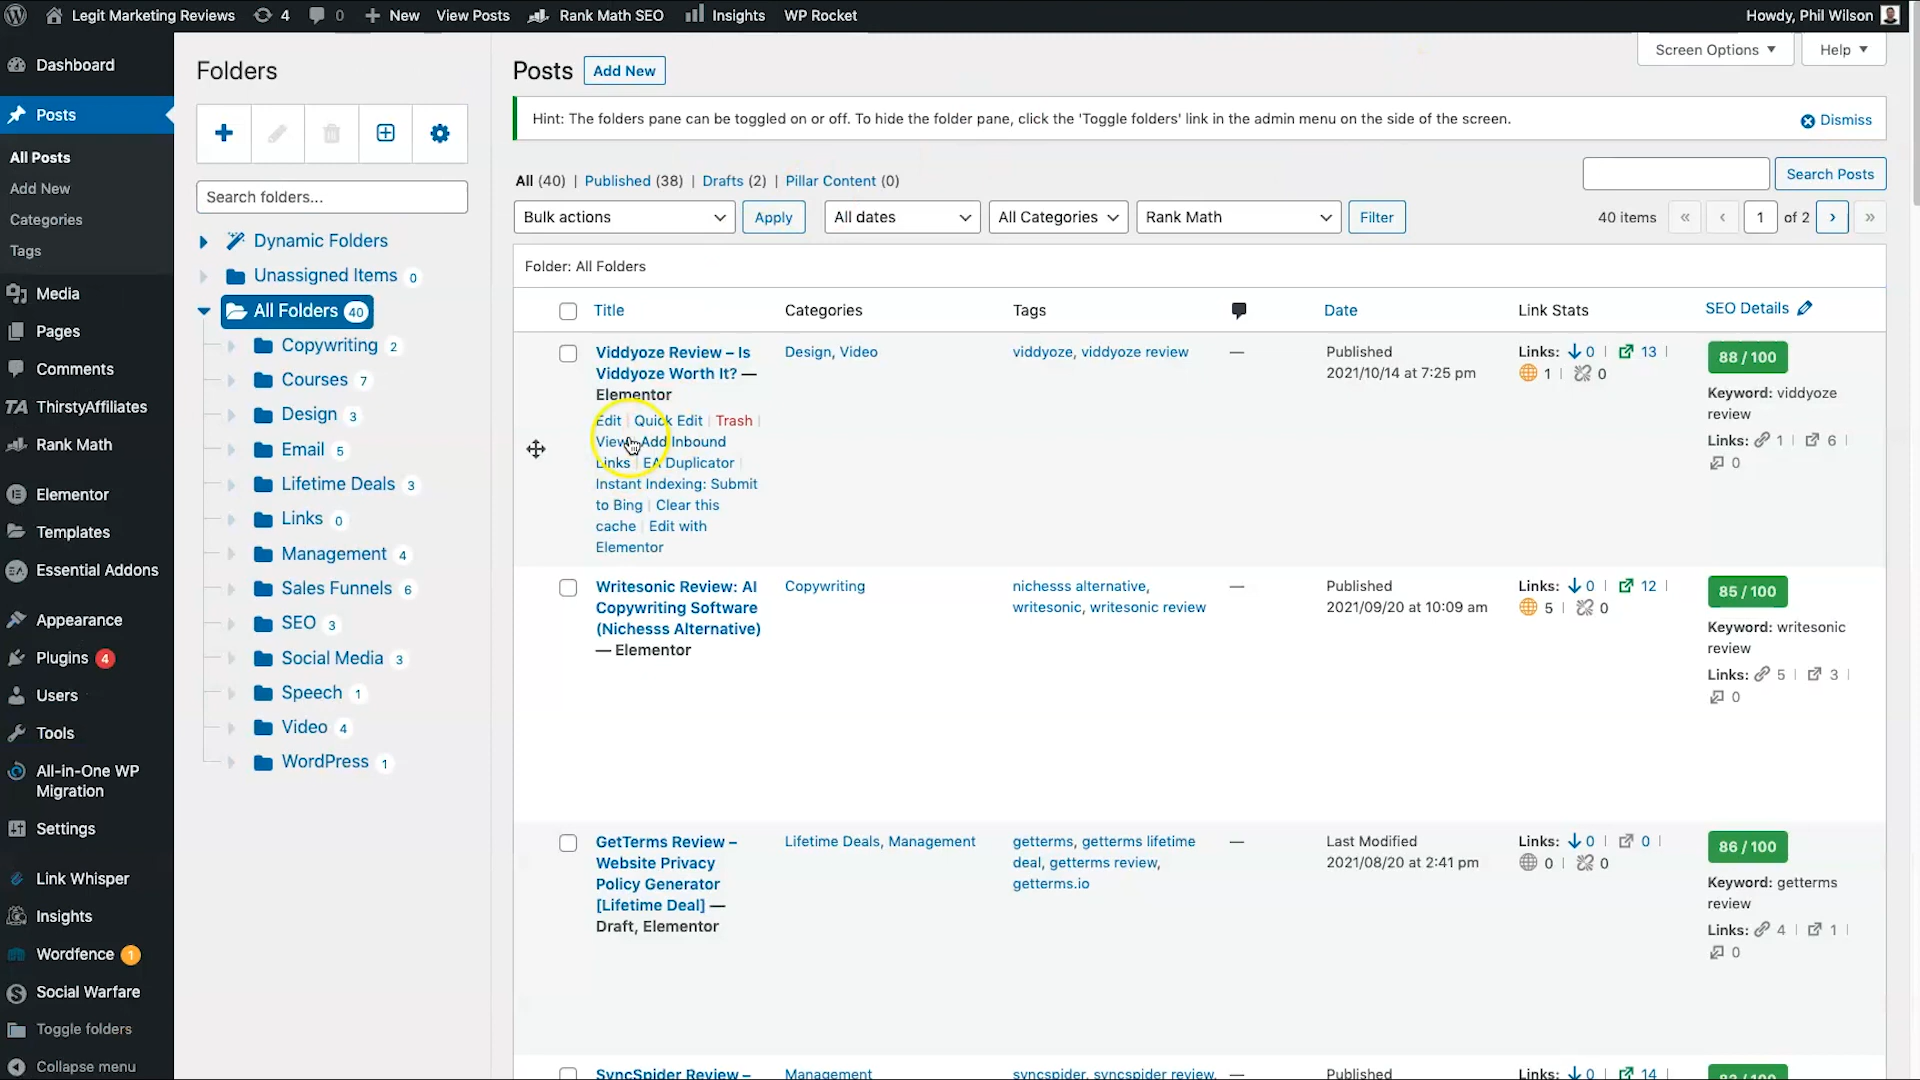 Legit Marketing Reviews 4 0 New View Posts Rank Math SEO Insights WP Rocket Howdy, Phil Wilson
Screen Options Help
Dashboard
Posts
All Posts
Add New
Categories
Tags
Media
Pages
Comments
ThirstyAffiliates
Rank Math
Elementor
Templates
Essential Addons
Appearance
Plugins 4
Users
Tools
All-in-One WP
Migration
Settings
Link Whisper
Insights
Wordfence 1
Social Warfare
Toggle folders
Collapse menu
Folders
Search folders...
Dynamic Folders
Unassigned Items 0
All Folders 40
Copywriting 2
Courses 7
Design 3
Email 5
Lifetime Deals 3
Links 0
Management 4
Sales Funnels 6
SEO 3
Social Media 3
Speech 1
Video 4
WordPress 1
Posts Add New
Hint: The folders pane can be toggled on or off. To hide the folder pane, click the 'Toggle folders' link in the admin menu on the side of the screen. Dismiss
All (40) | Published (38) | Drafts (2) | Pillar Content (0)
Search Posts
Bulk actions Apply All dates All Categories Rank Math Filter 40 items « ‹ 1 of 2 › »
Folder: All Folders
Title Categories Tags Date Link Stats SEO Details
Viddyoze Review – Is
Viddyoze Worth It? —
Elementor
Edit | Quick Edit | Trash |
View | Add Inbound
Links | EA Duplicator |
Instant Indexing: Submit
to Bing | Clear this
cache | Edit with
Elementor
Design, Video
viddyoze, viddyoze review
—
Published
2021/10/14 at 7:25 pm
Links: 0 | 13 |
1 | 0
88 / 100
Keyword: viddyoze
review
Links: 1 | 6 |
0
Writesonic Review: AI
Copywriting Software
(Nichesss Alternative)
— Elementor
Copywriting
nichesss alternative,
writesonic, writesonic review
—
Published
2021/09/20 at 10:09 am
Links: 0 | 12 |
5 | 0
85 / 100
Keyword: writesonic
review
Links: 5 | 3 |
0
GetTerms Review –
Website Privacy
Policy Generator
[Lifetime Deal] —
Draft, Elementor
Lifetime Deals, Management
getterms, getterms lifetime
deal, getterms review,
getterms.io
—
Last Modified
2021/08/20 at 2:41 pm
Links: 0 | 0 |
0 | 0
86 / 100
Keyword: getterms
review
Links: 4 | 1 |
0
SyncSpider Review –
Management
syncspider, syncspider review,
—
Published
Links: 0 | 14 |